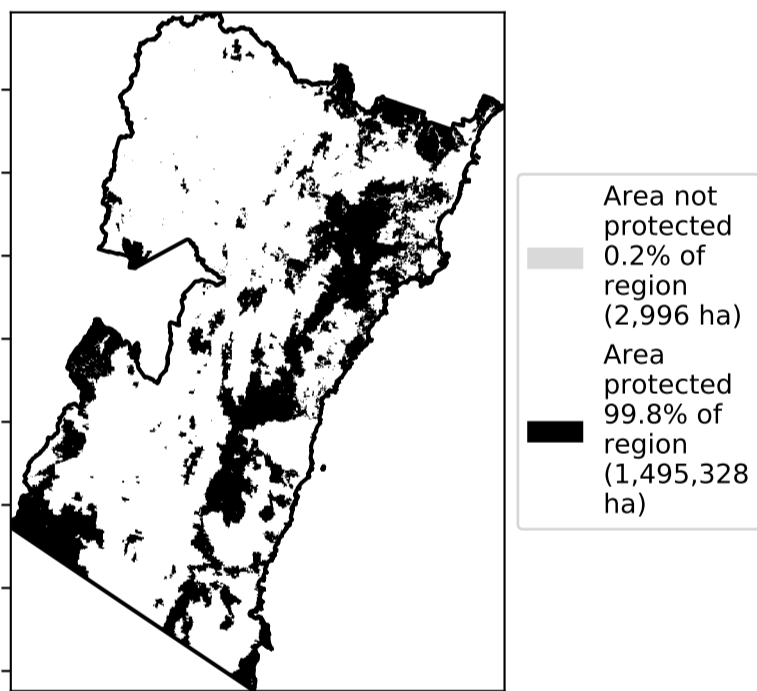 Area not
protected
0.2% of
region
(2,996 ha)
Area
protected
99.8% of
region
(1,495,328
ha)